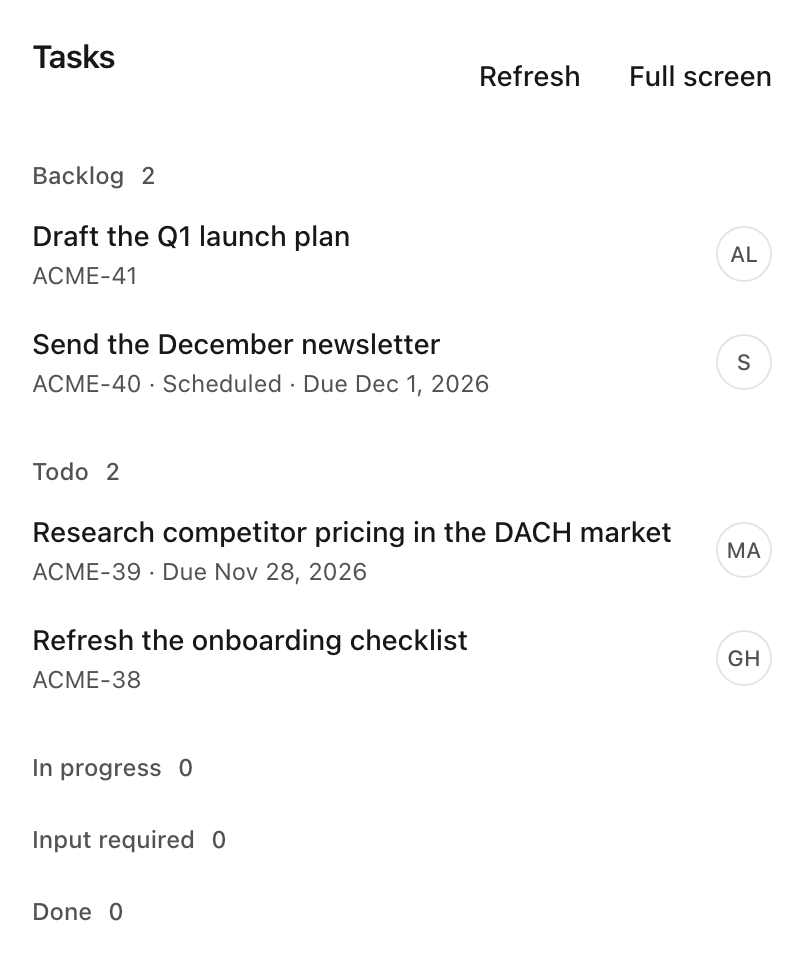 Tasks
Refresh Full screen
Backlog 2
Draft the Q1 launch plan
ACME-41
AL
Send the December newsletter
ACME-40 · Scheduled · Due Dec 1, 2026
S
Todo 2
Research competitor pricing in the DACH market
ACME-39 · Due Nov 28, 2026
MA
Refresh the onboarding checklist
ACME-38
GH
In progress 0
Input required 0
Done 0